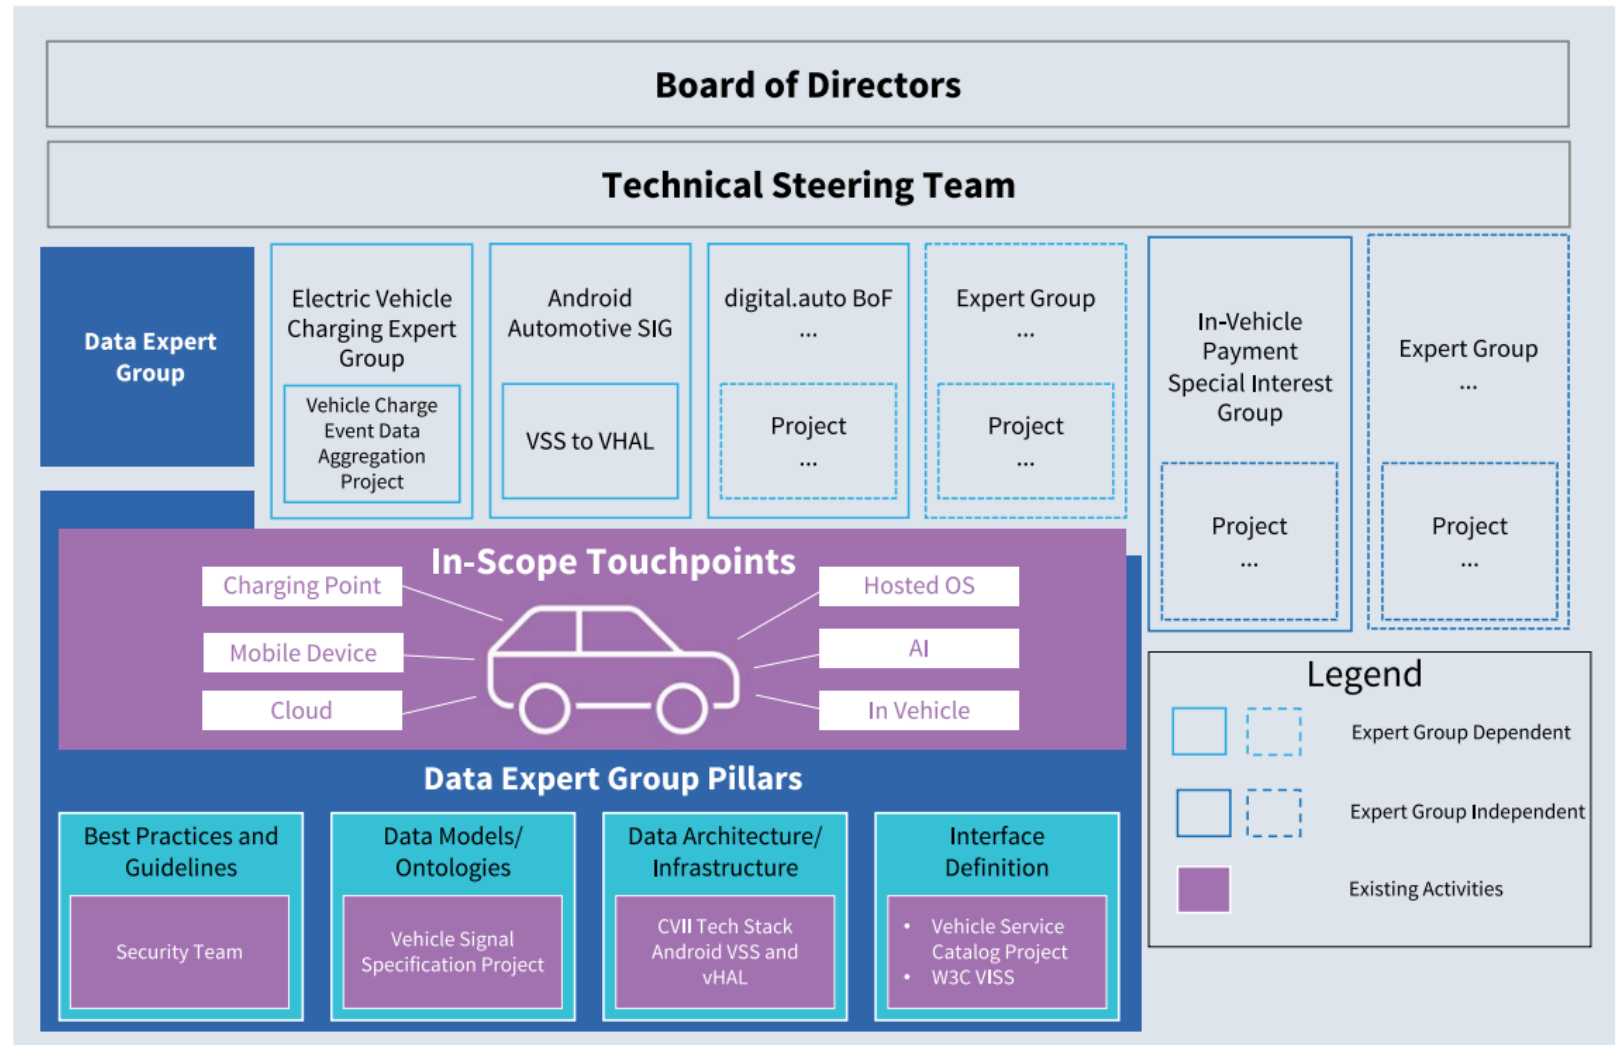 Board of Directors
Technical Steering Team
Data Expert
Group
Electric Vehicle
Charging Expert
Group
Vehicle Charge
Event Data
Aggregation
Project
Android
Automotive SIG
VSS to VHAL
digital.auto BoF
...
Project
...
Expert Group
...
Project
...
In-Vehicle
Payment
Special Interest
Group
Project
...
Expert Group
...
Project
...
In-Scope Touchpoints
Charging Point
Mobile Device
Cloud
Hosted OS
AI
In Vehicle
Data Expert Group Pillars
Best Practices and
Guidelines
Security Team
Data Models/
Ontologies
Vehicle Signal
Specification Project
Data Architecture/
Infrastructure
CVII Tech Stack
Android VSS and
vHAL
Interface
Definition
• Vehicle Service
Catalog Project
• W3C VISS
Legend
Expert Group Dependent
Expert Group Independent
Existing Activities